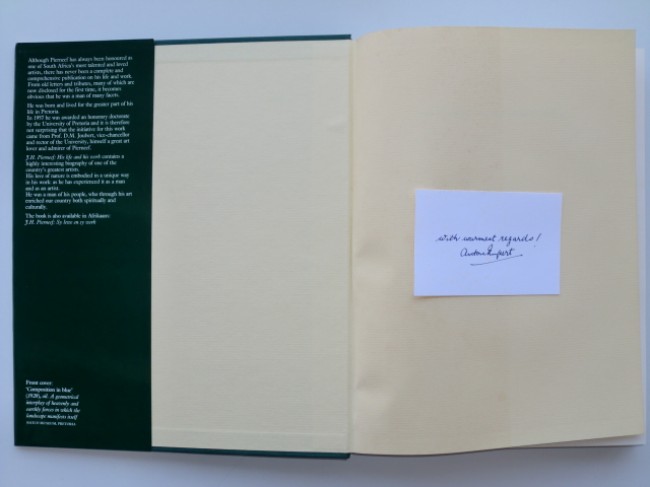 Although Pierneef has always been honoured as
one of South Africa's most talented and loved
artists, there has never been a complete and
comprehensive publication on his life and work.
From old letters and tributes, many of which are
now disclosed for the first time, it becomes
obvious that he was a man of many facets.
He was born and lived for the greater part of his
life in Pretoria.
In 1957 he was awarded an honorary doctorate
by the University of Pretoria and it is therefore
not surprising that the initiative for this work
came from Prof. D.M. Joubert, vice-chancellor
and rector of the University, himself a great art
lover and admirer of Pierneef.
J.H. Pierneef: His life and his work contains a
highly interesting biography of one of the
country's greatest artists.
His love of nature is embodied in a unique way
in his work: as he has experienced it as a man
and as an artist.
He was a man of his people, who through his art
enriched our country both spiritually and
culturally.
The book is also available in Afrikaans:
J.H. Pierneef: Sy lewe en sy werk
Front cover:
'Composition in blue'
(1928), oil. A geometrical
interplay of heavenly and
earthly forces in which the
landscape manifests itself.
MUSEUM, PRETORIA
with warmest regards!